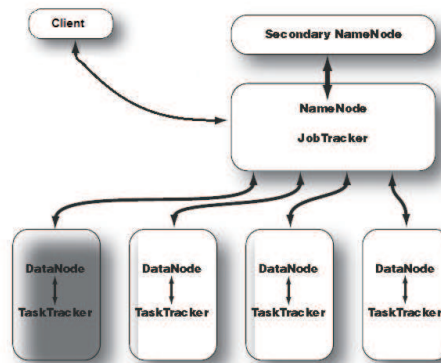 Client
Secondary NameNode
NameNode
JobTracker
DataNode
TaskTracker
DataNode
TaskTracker
DataNode
TaskTracker
DataNode
TaskTracker